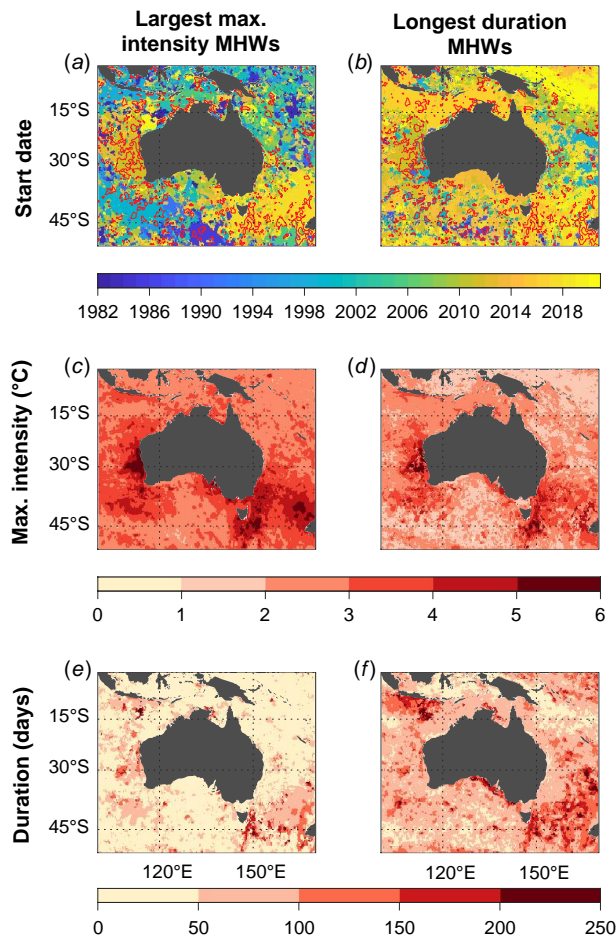 Largest max.
intensity MHWs
Longest duration
MHWs
(a)
(b)
Start date
15°S
30°S
45°S
1982 1986 1990 1994 1998 2002 2006 2010 2014 2018
(c)
(d)
Max. intensity (°C)
15°S
30°S
45°S
0 1 2 3 4 5 6
(e)
(f)
Duration (days)
15°S
30°S
45°S
120°E 150°E 120°E 150°E
0 50 100 150 200 250